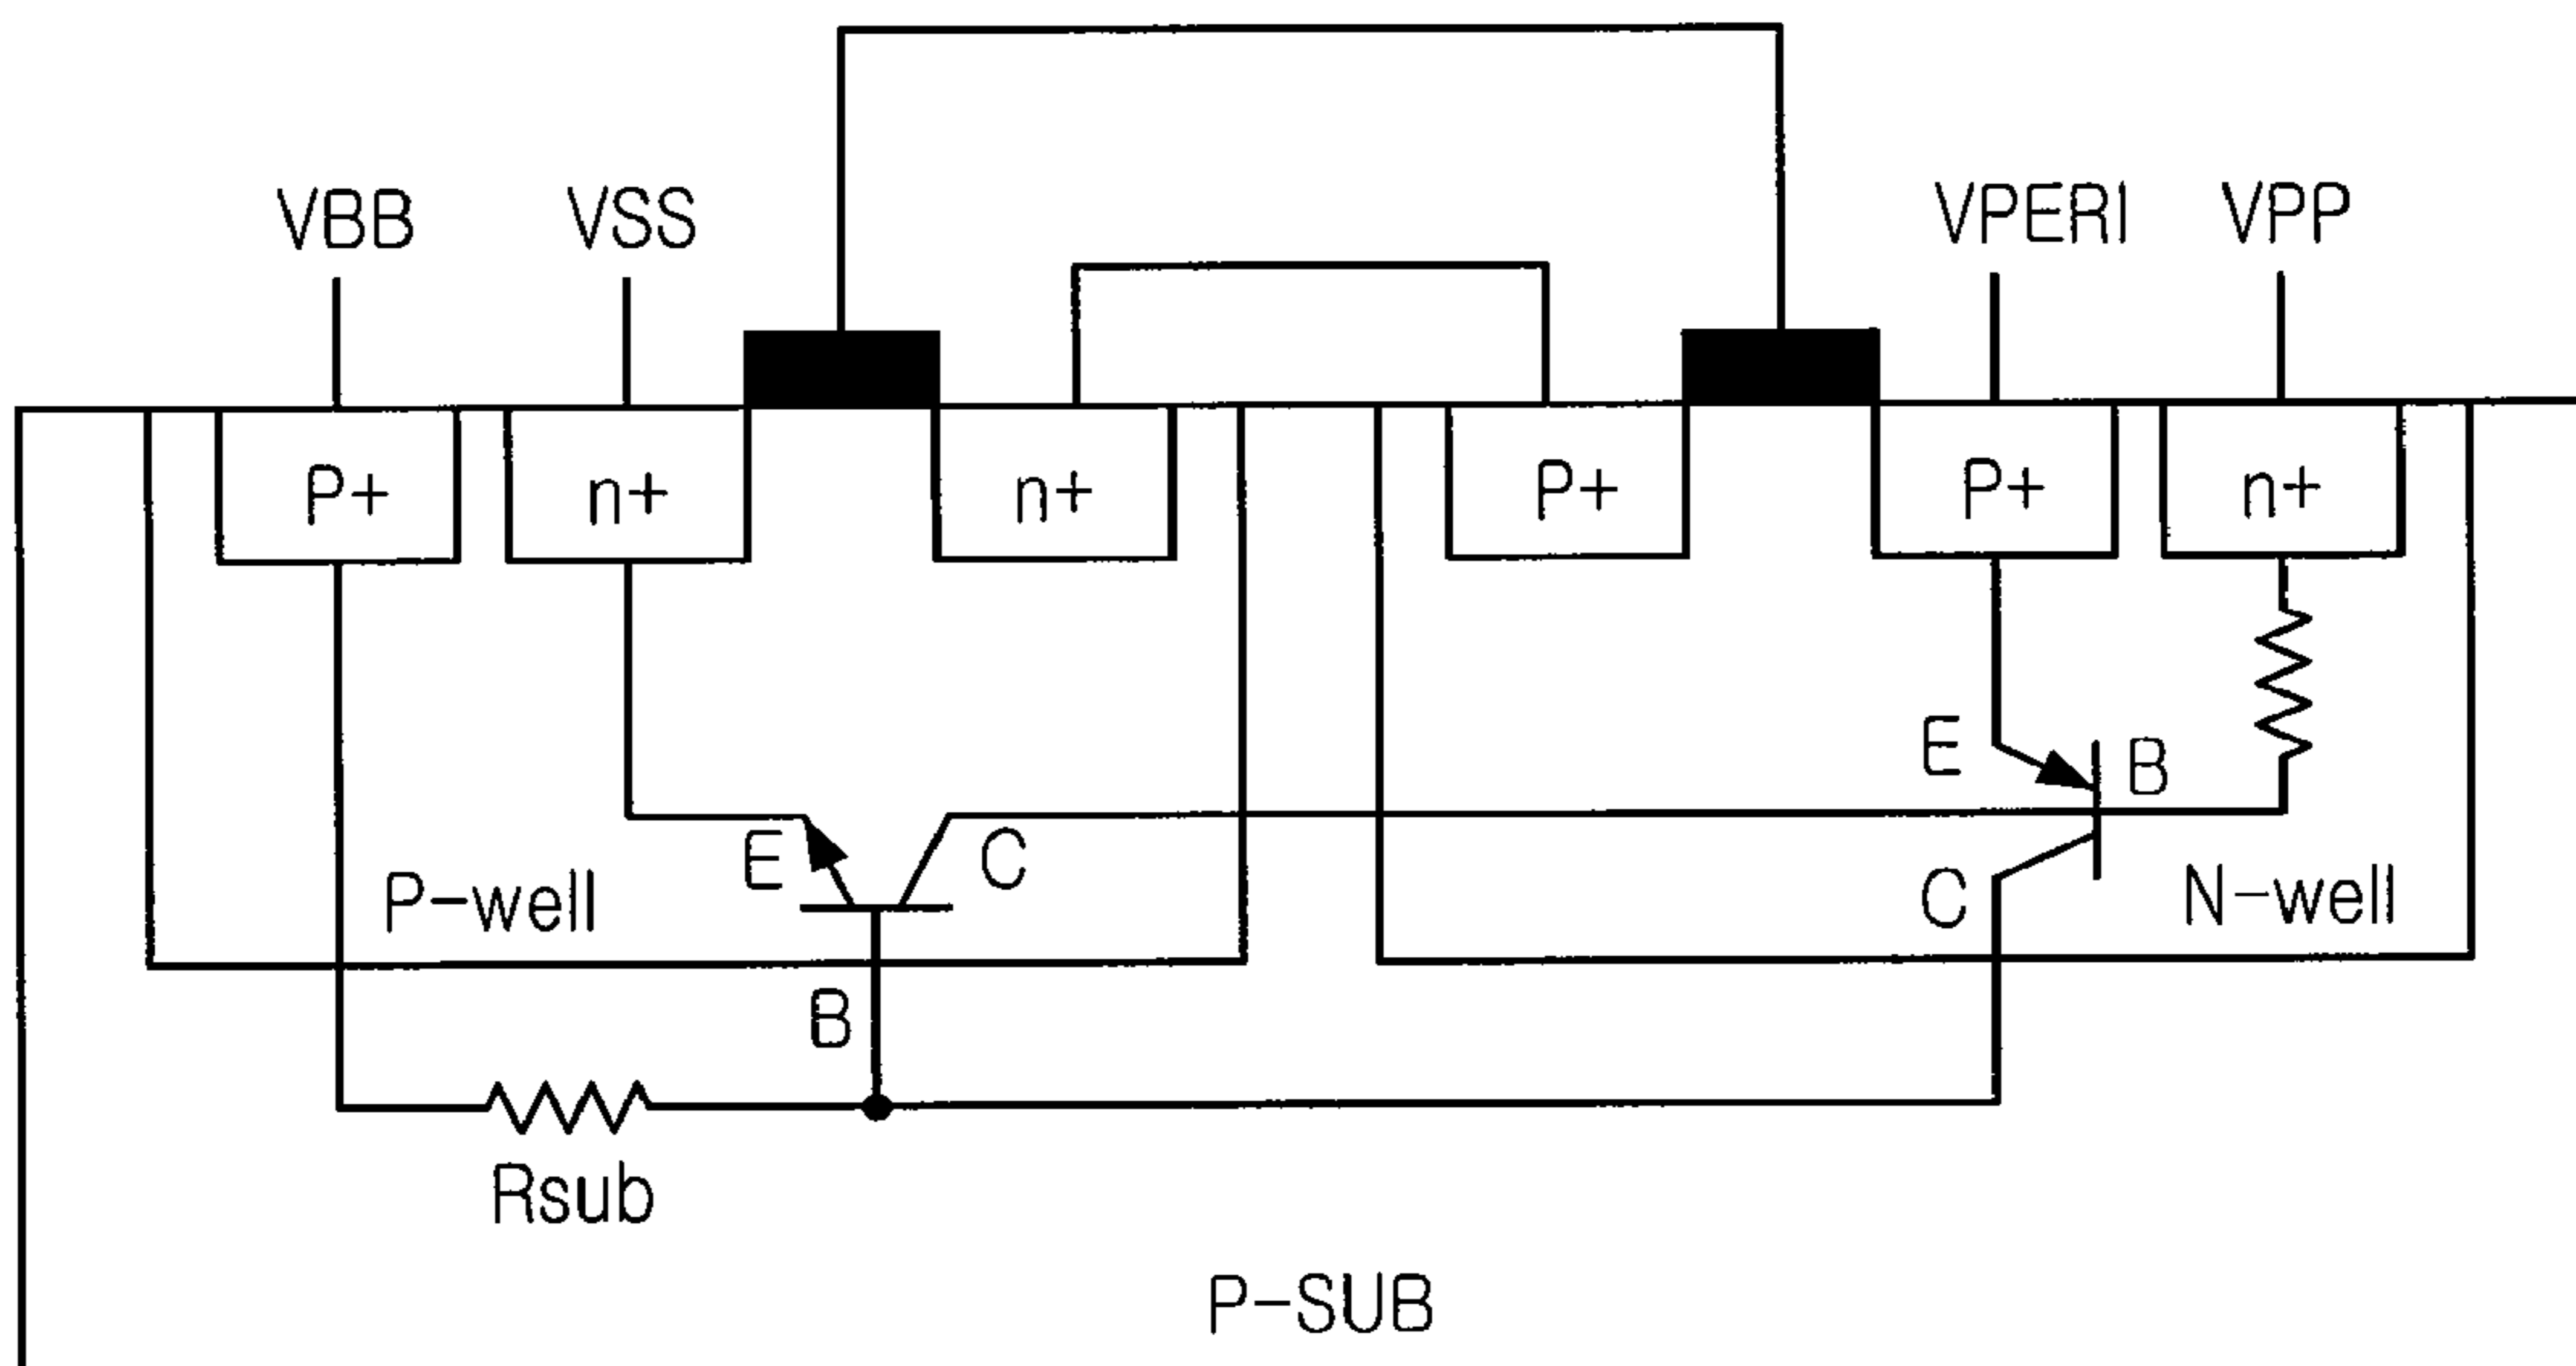 VBB VSS VPERI VPP
P+ n+ n+ P+ P+ n+
E B
E C
P-well C N-well
B
Rsub
P-SUB